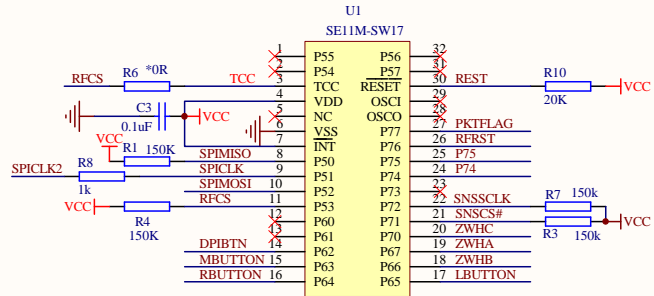 U1
SE11M-SW17
1 P55 P56 32
2 P54 P57 31
RFCS R6 *0R TCC 3 TCC RESET 30 REST R10 20K VCC
4 VDD OSCI 29
C3 0.1uF VCC 5 NC OSCO 28
6 VSS P77 27 PKTFLAG
7 INT P76 26 RFRST
VCC R1 150K SPIMISO 8 P50 P75 25 P75
SPICLK2 R8 1k SPICLK 9 P51 P74 24 P74
SPIMOSI 10 P52 P73 23
VCC R4 150K RFCS 11 P53 P72 22 SNSSCLK R7 150k
12 P60 P71 21 SNSCS# R3 150k VCC
13 P61 P70 20 ZWHC
DPIBTN 14 P62 P67 19 ZWHA
MBUTTON 15 P63 P66 18 ZWHB
RBUTTON 16 P64 P65 17 LBUTTON